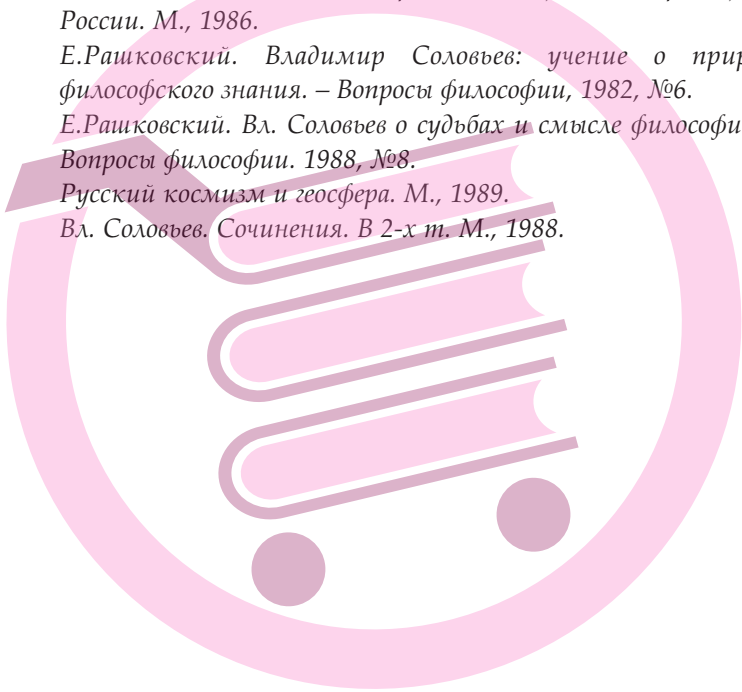 России. М., 1986.
Е.Рашковский. Владимир Соловьев: учение о
философского знания. – Вопросы философии, 1982, №6.
Е.Рашковский. Вл. Соловьев о судьбах и смысле
Вопросы философии. 1988, №8.
Русский космизм и геосфера. М., 1989.
Вл. Соловьев. Сочинения. В 2-х т. М., 1988.